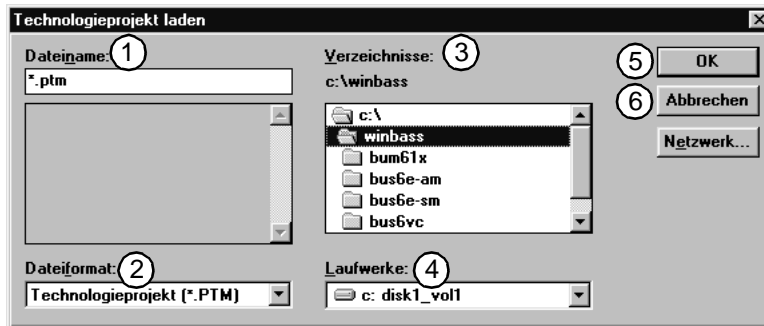 Technologieprojekt laden
Dateiname: 1
*.ptm
Dateiformat: 2
Technologieprojekt (*.PTM)
Verzeichnisse: 3
c:\winbass
c:\
winbass
bum61x
bus6e-am
bus6e-sm
bus6vc
Laufwerke: 4
c: disk1_vol1
5 OK
6 Abbrechen
Netzwerk...